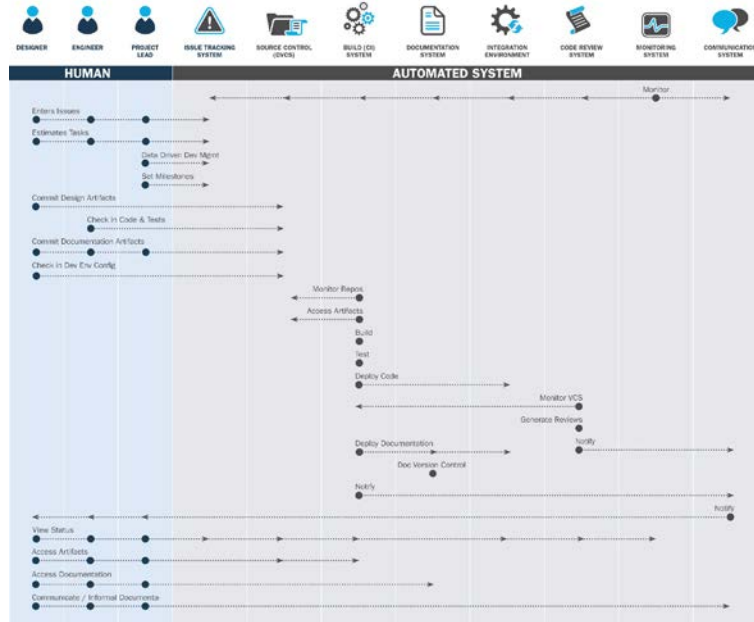 DESIGNER
ENGINEER
PROJECT
LEAD
ISSUE TRACKING
SYSTEM
SOURCE CONTROL
(DVCS)
BUILD (CI)
SYSTEM
DOCUMENTATION
SYSTEM
INTEGRATION
ENVIRONMENT
CODE REVIEW
SYSTEM
MONITORING
SYSTEM
COMMUNICATION
SYSTEM
HUMAN
AUTOMATED SYSTEM
Monitor
Enters Issues
Estimates Tasks
Data Driven Dev Mgmt
Set Milestones
Commit Design Artifacts
Check in Code & Tests
Commit Documentation Artifacts
Check in Dev Env Config
Monitor Repos
Access Artifacts
Build
Test
Deploy Code
Monitor VCS
Generate Reviews
Deploy Documentation
Notify
Doc Version Control
Notify
Notify
View Status
Access Artifacts
Access Documentation
Communicate / Informal Documents